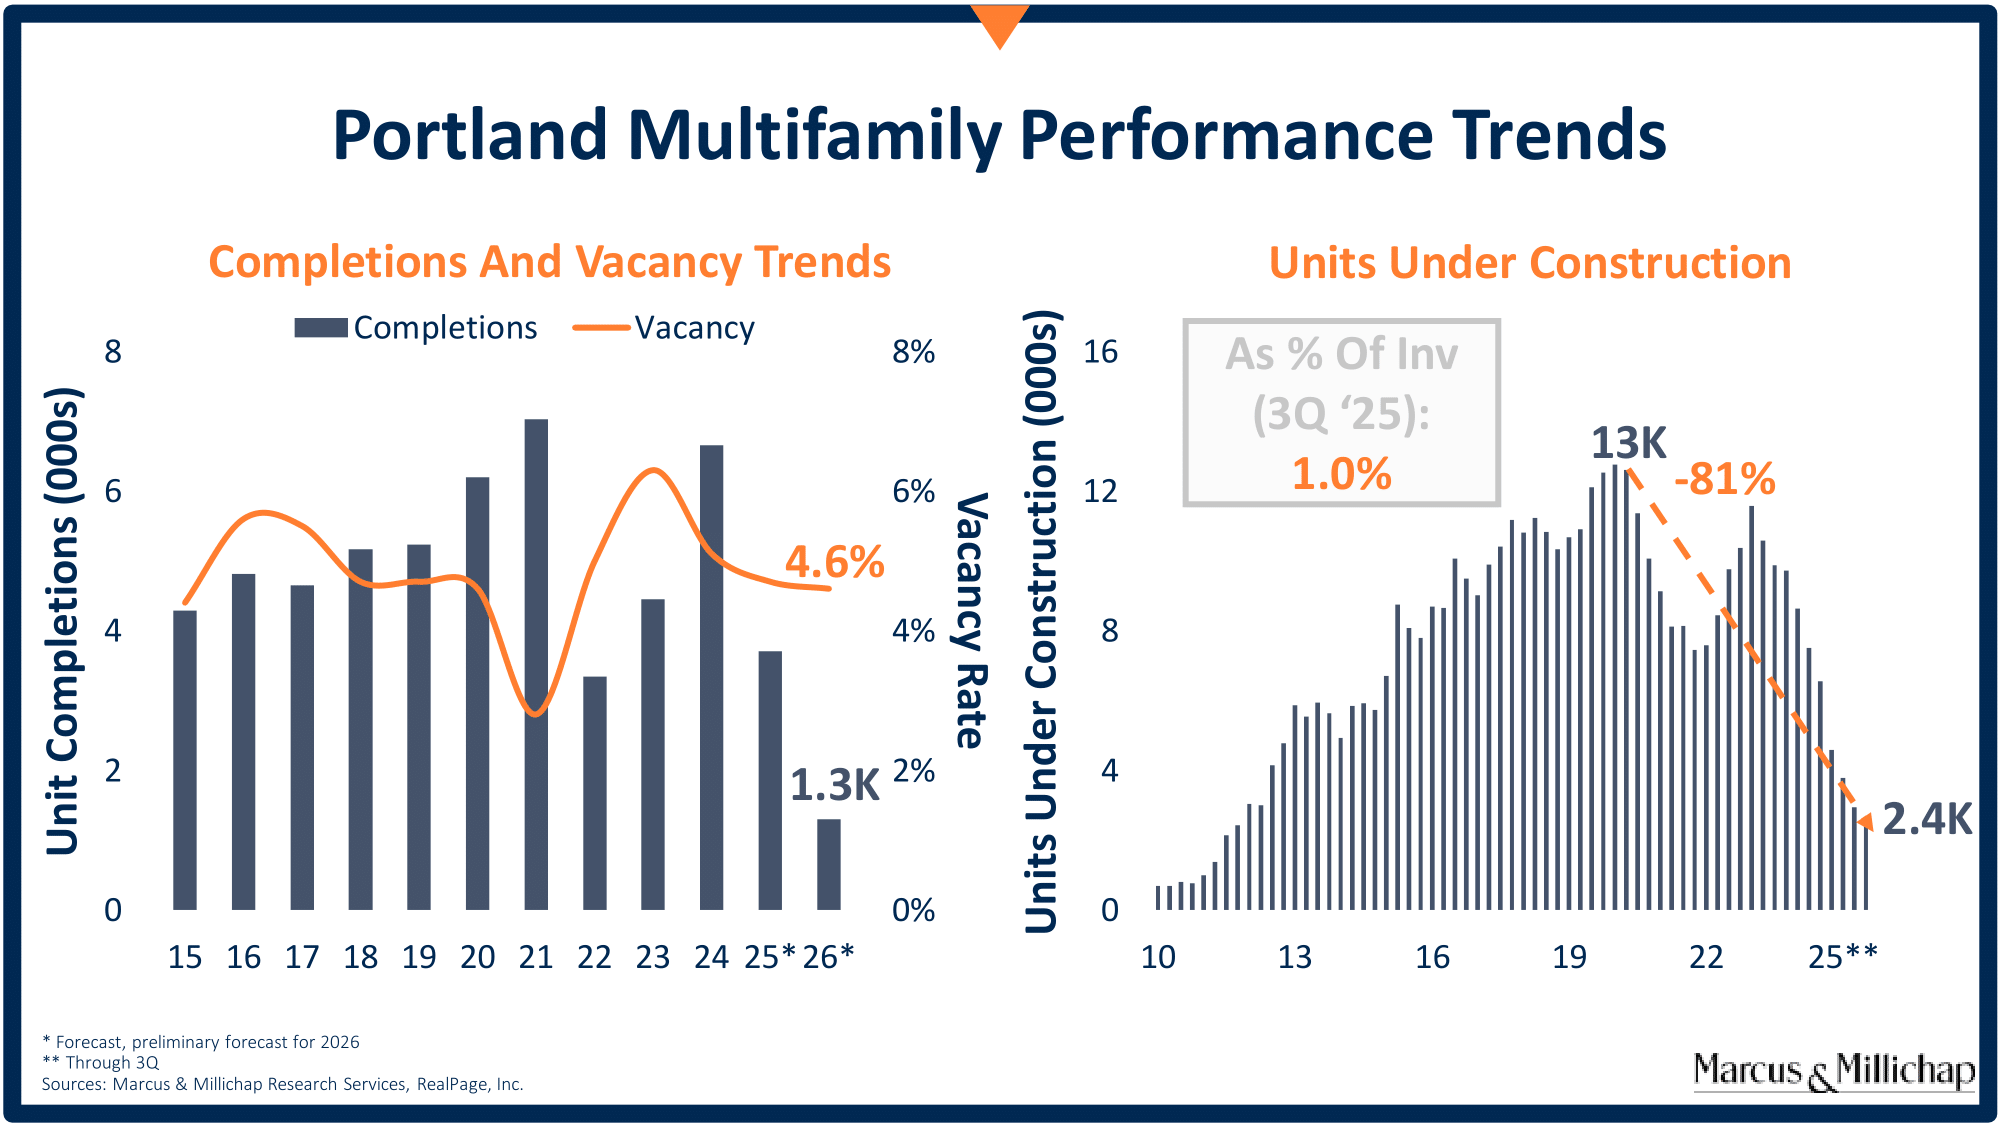 Portland Multifamily Performance Trends
Completions And Vacancy Trends
Completions
Vacancy
Unit Completions (000s)
8
6
4
2
0
8%
6%
4%
2%
0%
Vacancy Rate
4.6%
1.3K
15 16 17 18 19 20 21 22 23 24 25* 26*
Units Under Construction
Units Under Construction (000s)
16
12
8
4
0
As % Of Inv
(3Q ‘25):
1.0%
13K
-81%
2.4K
10 13 16 19 22 25**
* Forecast, preliminary forecast for 2026
** Through 3Q
Sources: Marcus & Millichap Research Services, RealPage, Inc.
Marcus & Millichap